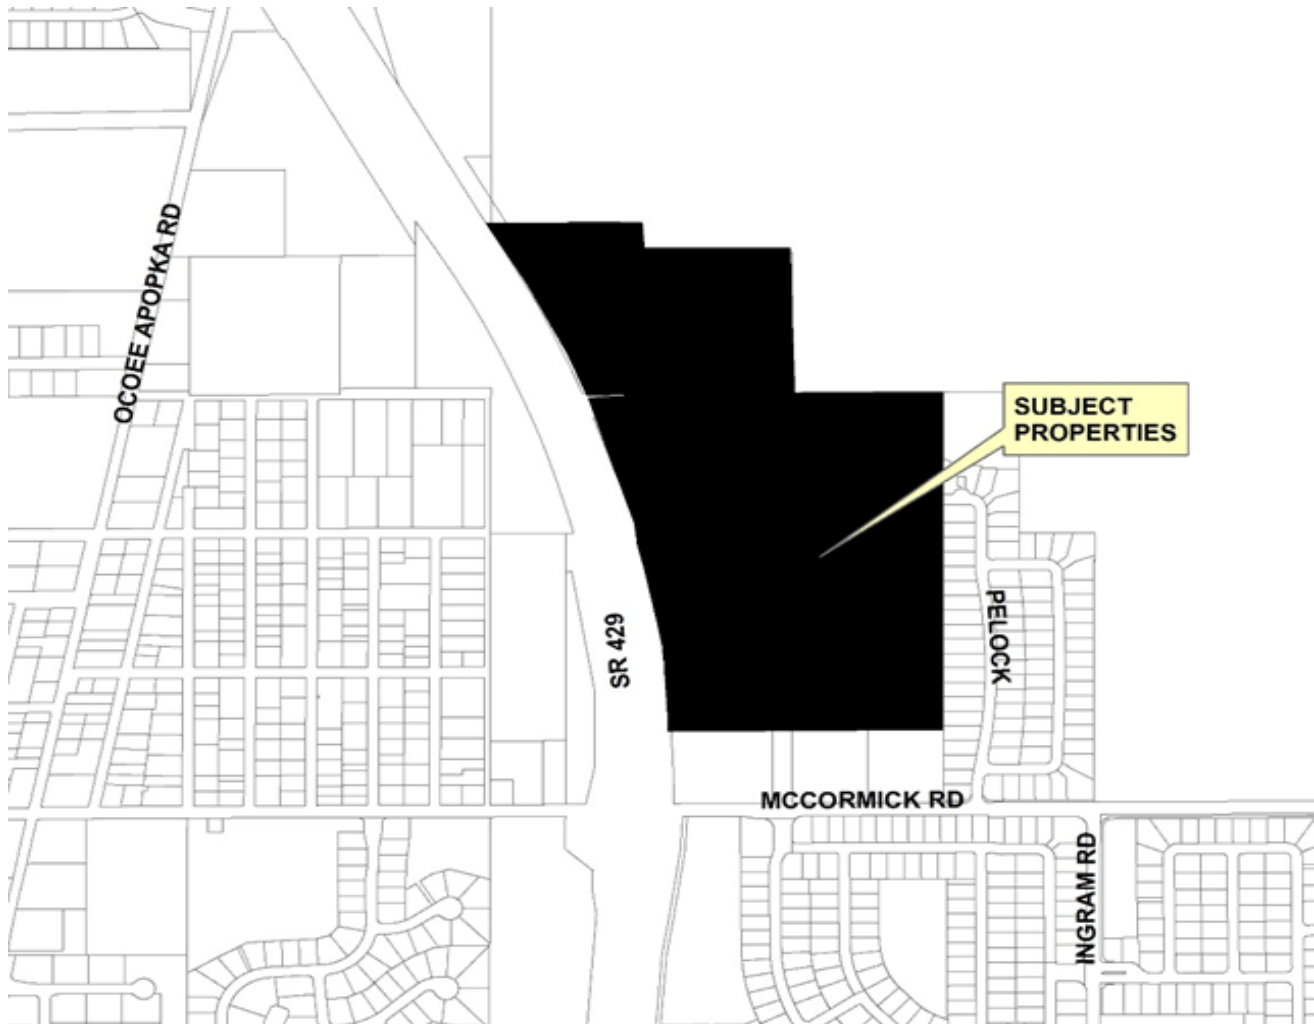 OCOEE APOPKA RD
SUBJECT
PROPERTIES
PELOCK
SR 429
MCCORMICK RD
INGRAM RD